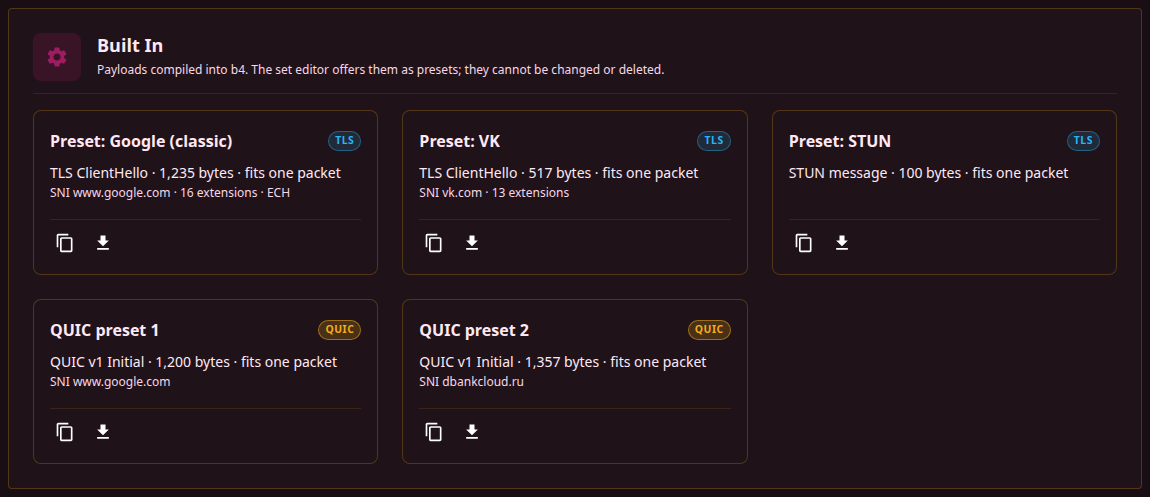 Built In
Payloads compiled into b4. The set editor offers them as presets; they cannot be changed or deleted.
Preset: Google (classic)
TLS
TLS ClientHello · 1,235 bytes · fits one packet
SNI www.google.com · 16 extensions · ECH
Preset: VK
TLS
TLS ClientHello · 517 bytes · fits one packet
SNI vk.com · 13 extensions
Preset: STUN
TLS
STUN message · 100 bytes · fits one packet
QUIC preset 1
QUIC
QUIC v1 Initial · 1,200 bytes · fits one packet
SNI www.google.com
QUIC preset 2
QUIC
QUIC v1 Initial · 1,357 bytes · fits one packet
SNI dbankcloud.ru